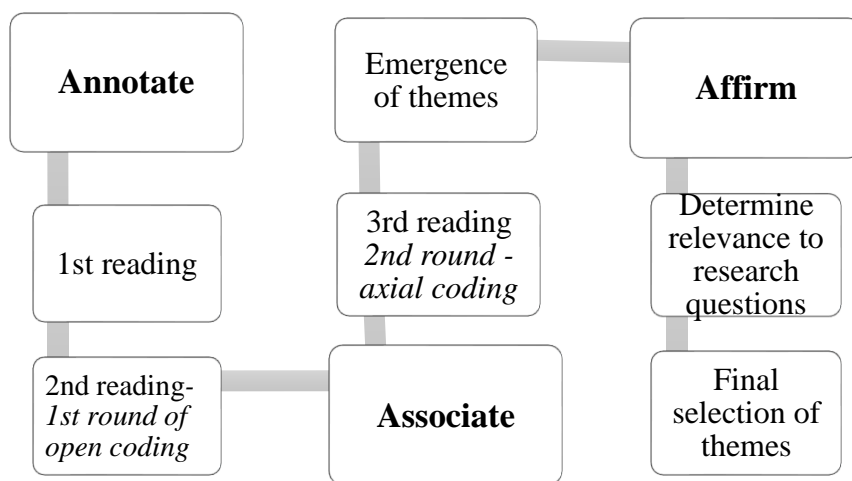 Annotate
1st reading
2nd reading-
1st round of
open coding
Associate
3rd reading
2nd round -
axial coding
Emergence
of themes
Affirm
Determine
relevance to
research
questions
Final
selection of
themes